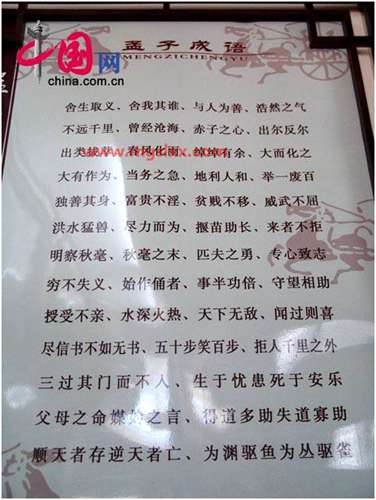 中国网
china.com.cn
孟子成语
MENGZICHENGYU
舍生取义、舍我其谁、与人为善、浩然之气
不远千里、曾经沧海、赤子之心、出尔反尔
出类拔萃、春风化雨、绰绰有余、大而化之
大有作为、当务之急、地利人和、举一废百
独善其身、富贵不淫、贫贱不移、威武不屈
洪水猛兽、尽力而为、揠苗助长、来者不拒
明察秋毫、秋毫之末、匹夫之勇、专心致志
穷不失义、始作俑者、事半功倍、守望相助
授受不亲、水深火热、天下无敌、闻过则喜
尽信书不如无书、五十步笑百步、拒人千里之外
三过其门而不入、生于忧患死于安乐
父母之命媒妁之言、得道多助失道寡助
顺天者存逆天者亡、为渊驱鱼为丛驱雀